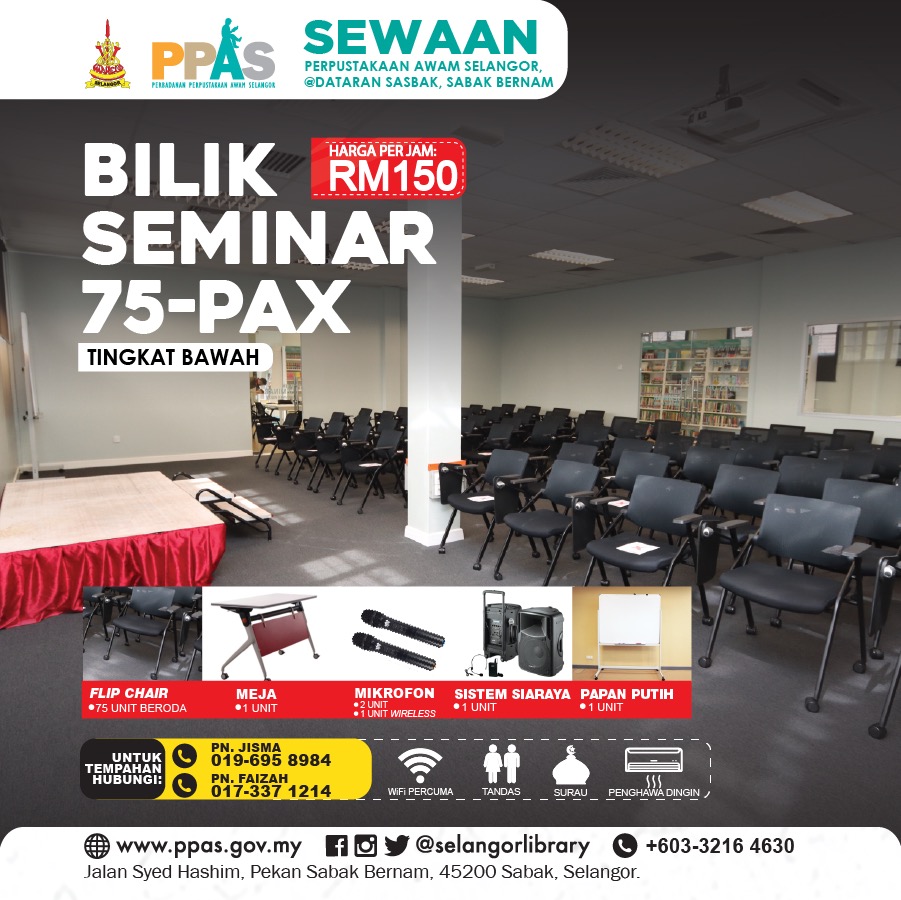 SELANGOR
PPAS
PERBADANAN PERPUSTAKAAN AWAM SELANGOR
SEWAAN
PERPUSTAKAAN AWAM SELANGOR,
@DATARAN SASBAK, SABAK BERNAM
BILIK
SEMINAR
75-PAX
HARGA PER JAM:
RM150
TINGKAT BAWAH
FLIP CHAIR
•75 UNIT BERODA
MEJA
•1 UNIT
MIKROFON
•2 UNIT
•1 UNIT WIRELESS
SISTEM SIARAYA
•1 UNIT
PAPAN PUTIH
•1 UNIT
UNTUK
TEMPAHAN
HUBUNGI:
PN. JISMA
019-695 8984
PN. FAIZAH
017-337 1214
WiFi PERCUMA
TANDAS
SURAU
PENGHAWA DINGIN
www.ppas.gov.my
@selangorlibrary
+603-3216 4630
Jalan Syed Hashim, Pekan Sabak Bernam, 45200 Sabak, Selangor.